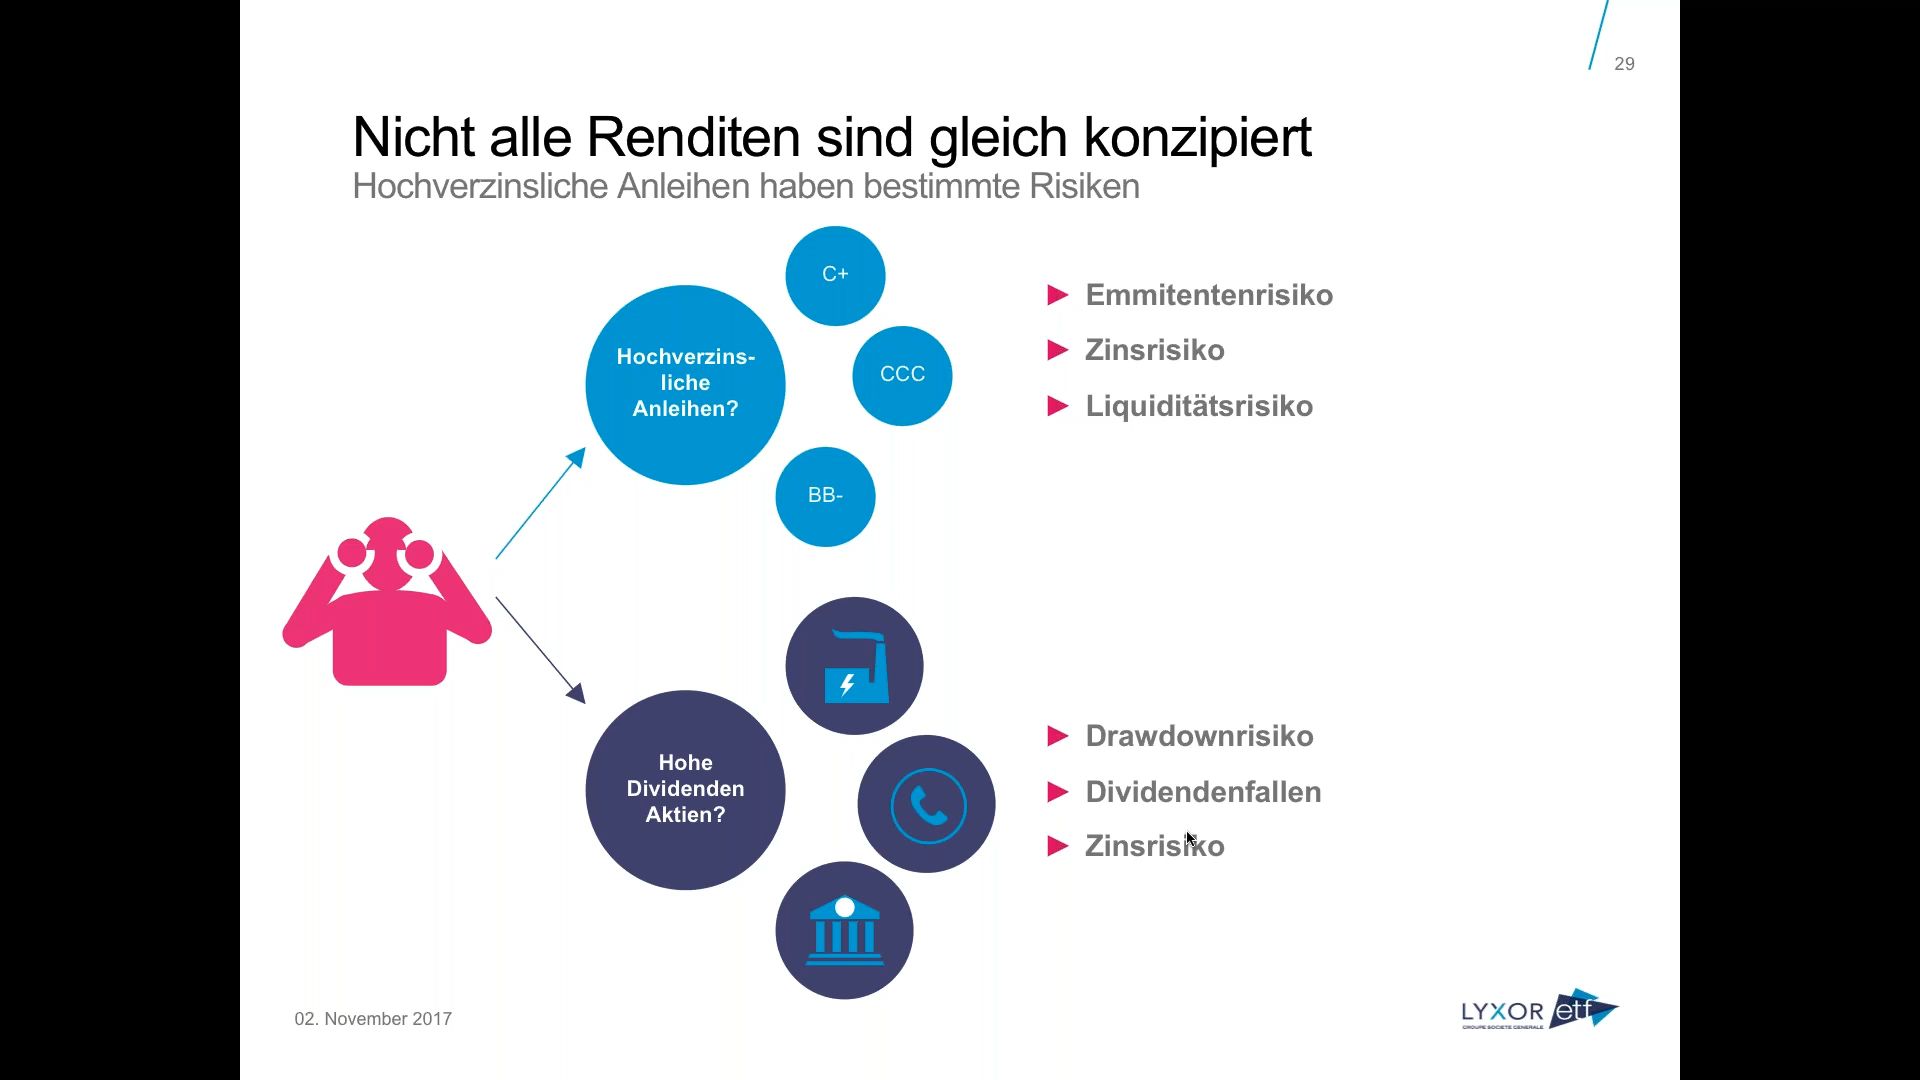 29
Nicht alle Renditen sind gleich konzipiert
Hochverzinsliche Anleihen haben bestimmte Risiken
Hochverzins-
liche
Anleihen?
C+
CCC
BB-
Emmitentenrisiko
Zinsrisiko
Liquiditätsrisiko
Hohe
Dividenden
Aktien?
Drawdownrisiko
Dividendenfallen
Zinsrisiko
02. November 2017
LYXOR etf
GROUPE SOCIETE GENERALE